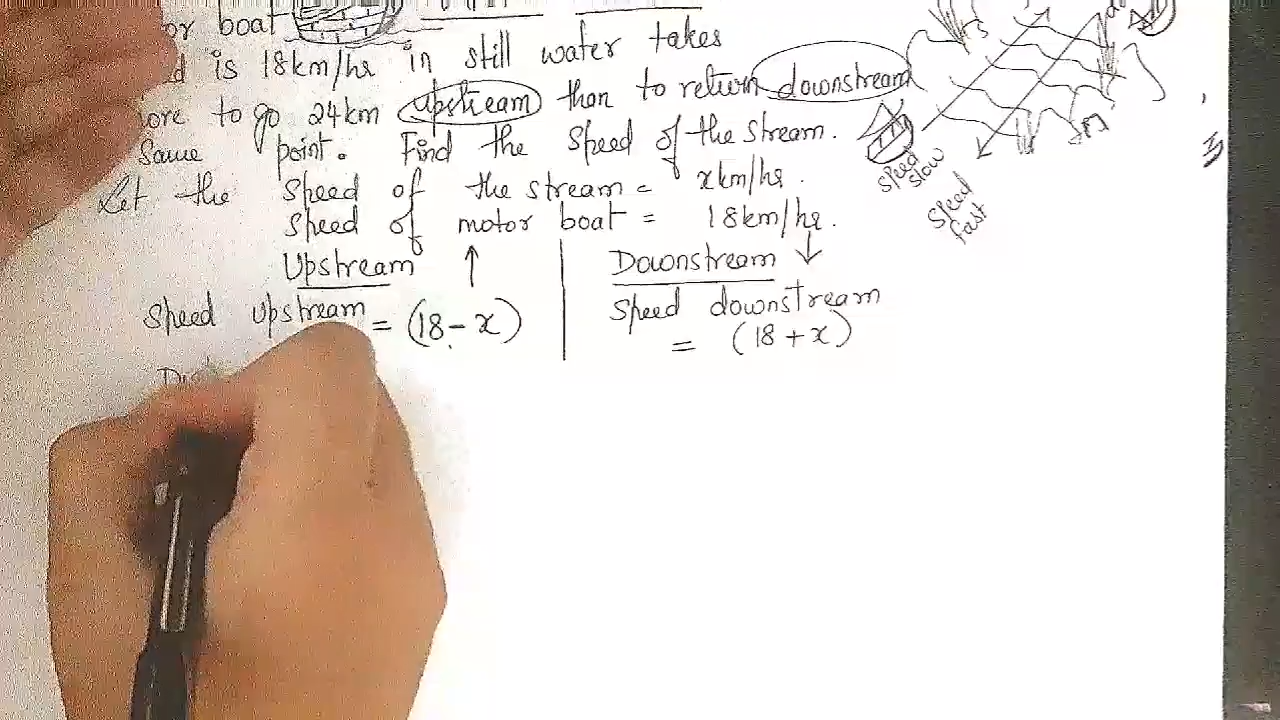 or boat
d is 18km/hr in still water takes
ore to go 24km upstream than to return downstream
Same point. Find the speed of the stream.
Let the speed of the stream = x km/hr.
Speed of motor boat = 18km/hr.
Upstream ↑
Downstream ↓
Speed upstream = (18-x)
Speed downstream
= (18+x)
Speed slow
Speed fast